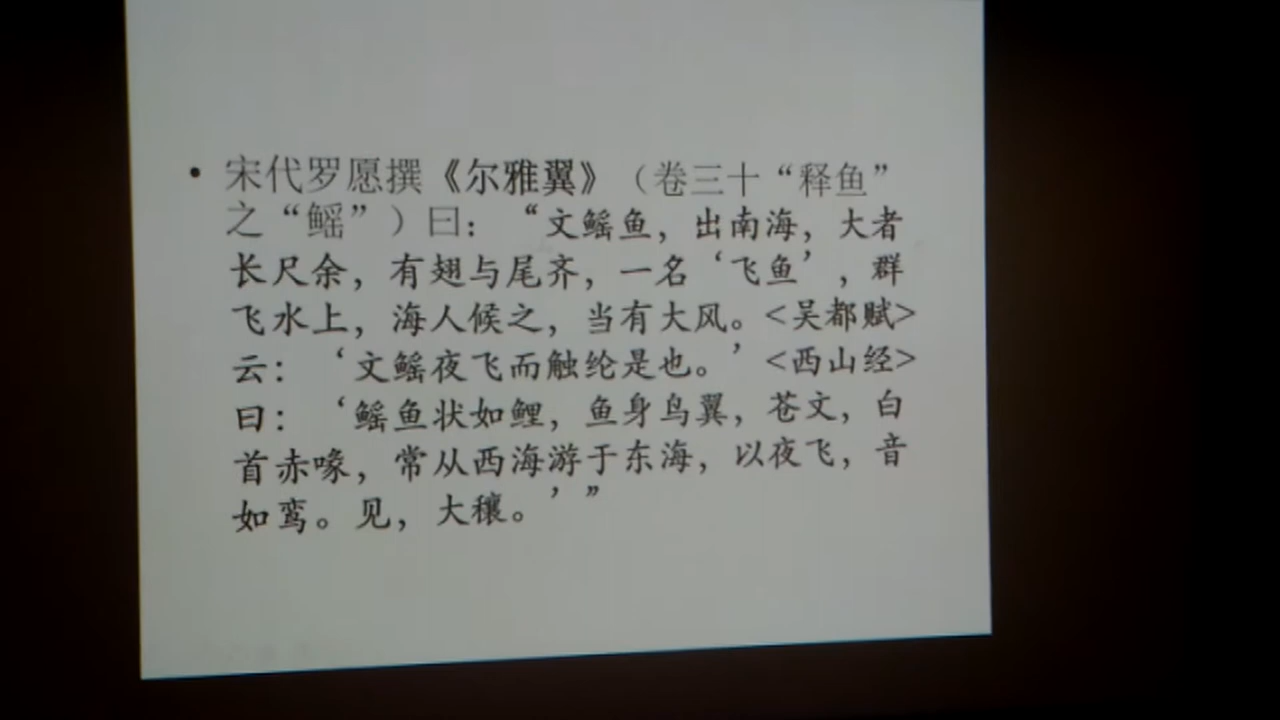 • 宋代罗愿撰《尔雅翼》（卷三十“释鱼”
之“鳐”）曰：“文鳐鱼，出南海，大者
长尺余，有翅与尾齐，一名‘飞鱼’，群
飞水上，海人候之，当有大风。<吴都赋>
云：‘文鳐夜飞而触纶是也。’<西山经>
曰：‘鳐鱼状如鲤，鱼身鸟翼，苍文，白
首赤喙，常从西海游于东海，以夜飞，音
如鸾。见，大穰。’”